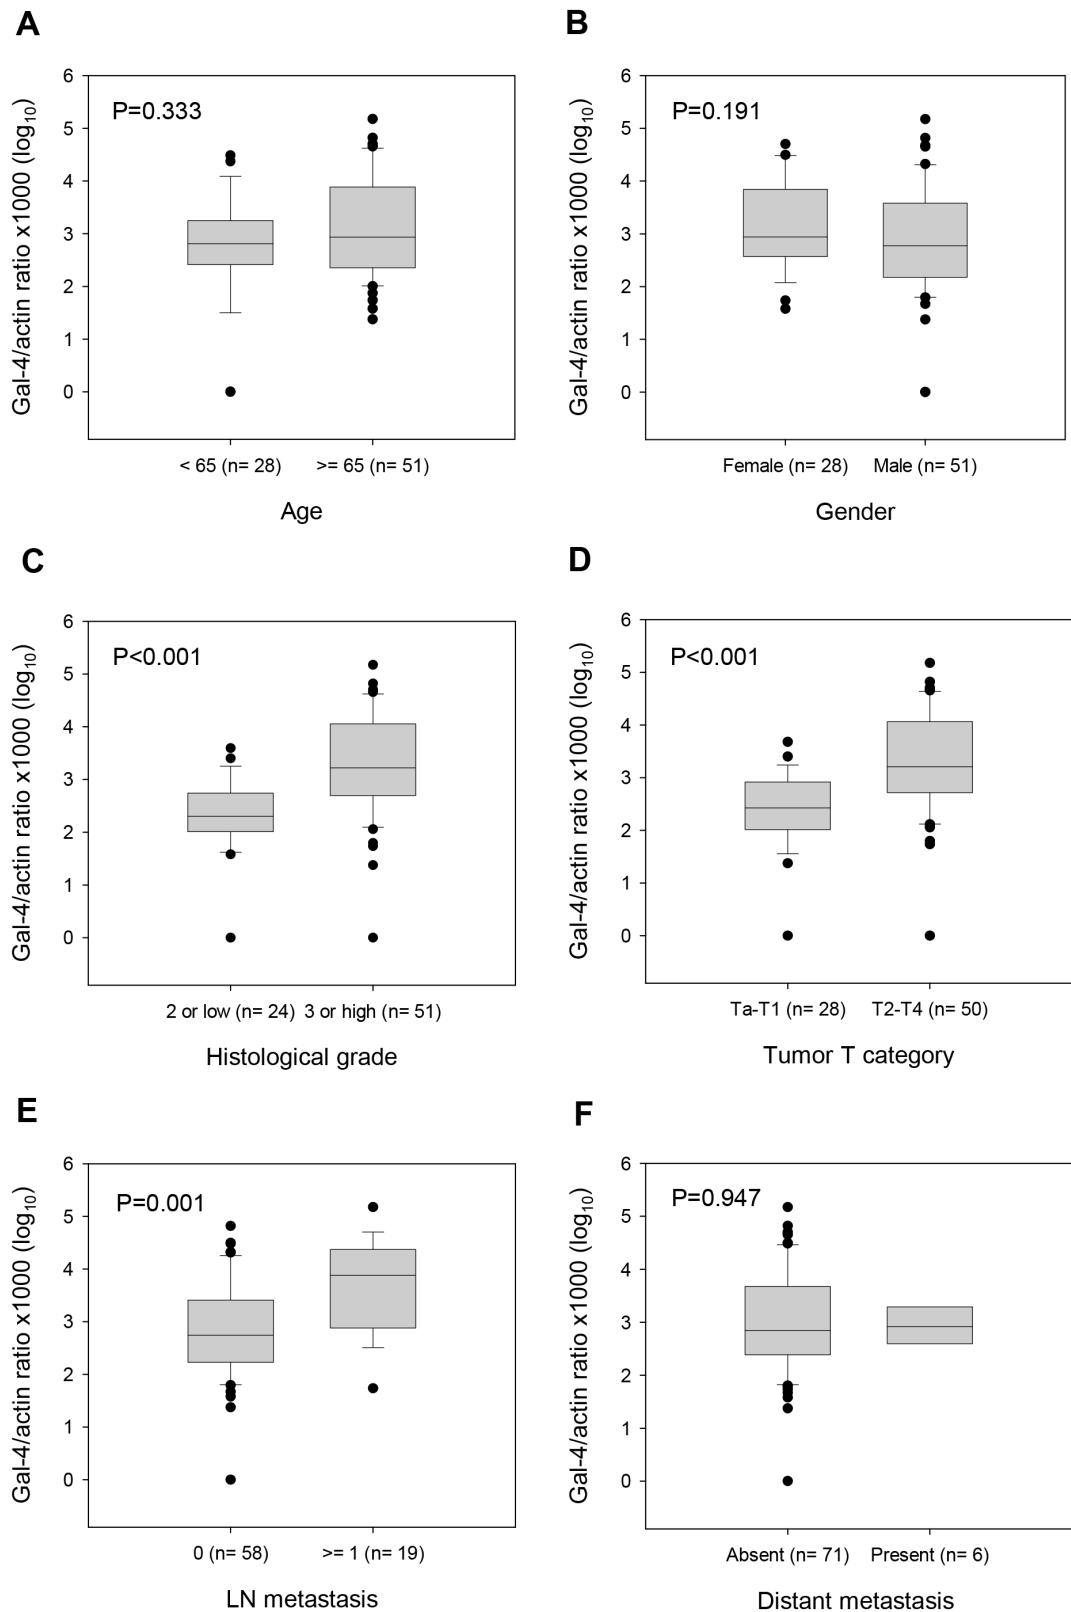 A
Gal-4/actin ratio x1000 (log10)
6
5
4
3
2
1
0
P=0.333
< 65 (n= 28)
>= 65 (n= 51)
Age
B
Gal-4/actin ratio x1000 (log10)
6
5
4
3
2
1
0
P=0.191
Female (n= 28)
Male (n= 51)
Gender
C
Gal-4/actin ratio x1000 (log10)
6
5
4
3
2
1
0
P<0.001
2 or low (n= 24)
3 or high (n= 51)
Histological grade
D
Gal-4/actin ratio x1000 (log10)
6
5
4
3
2
1
0
P<0.001
Ta-T1 (n= 28)
T2-T4 (n= 50)
Tumor T category
E
Gal-4/actin ratio x1000 (log10)
6
5
4
3
2
1
0
P=0.001
0 (n= 58)
>= 1 (n= 19)
LN metastasis
F
Gal-4/actin ratio x1000 (log10)
6
5
4
3
2
1
0
P=0.947
Absent (n= 71)
Present (n= 6)
Distant metastasis